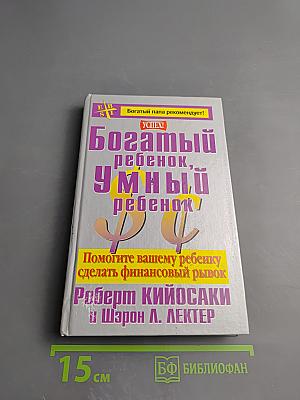 Богатый папа рекомендует!
УСПЕХ!
Богатый
ребенок,
Умный
ребенок
$ ¢
Помогите вашему ребенку
сделать финансовый рывок
Роберт КИЙОСАКИ
и Шэрон Л. ЛЕКТЕР
15 см
БФ БИБЛИОФАН